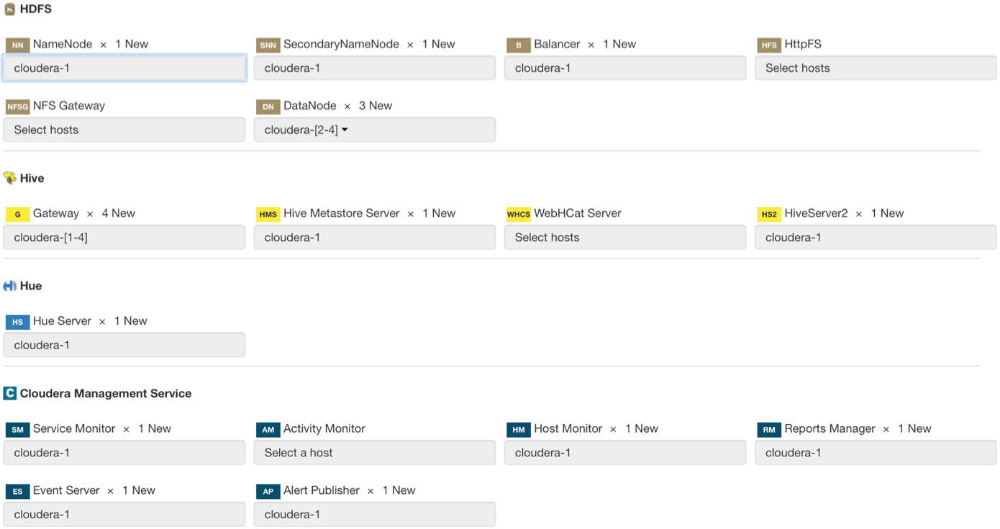 HDFS
NN NameNode × 1 New SNN SecondaryNameNode × 1 New B Balancer × 1 New HFS HttpFS
cloudera-1 cloudera-1 cloudera-1 Select hosts
NFSG NFS Gateway DN DataNode × 3 New
Select hosts cloudera-[2-4]
Hive
G Gateway × 4 New HMS Hive Metastore Server × 1 New WHCS WebHCat Server HS2 HiveServer2 × 1 New
cloudera-[1-4] cloudera-1 Select hosts cloudera-1
Hue
HS Hue Server × 1 New
cloudera-1
C Cloudera Management Service
SM Service Monitor × 1 New AM Activity Monitor HM Host Monitor × 1 New RM Reports Manager × 1 New
cloudera-1 Select a host cloudera-1 cloudera-1
ES Event Server × 1 New AP Alert Publisher × 1 New
cloudera-1 cloudera-1